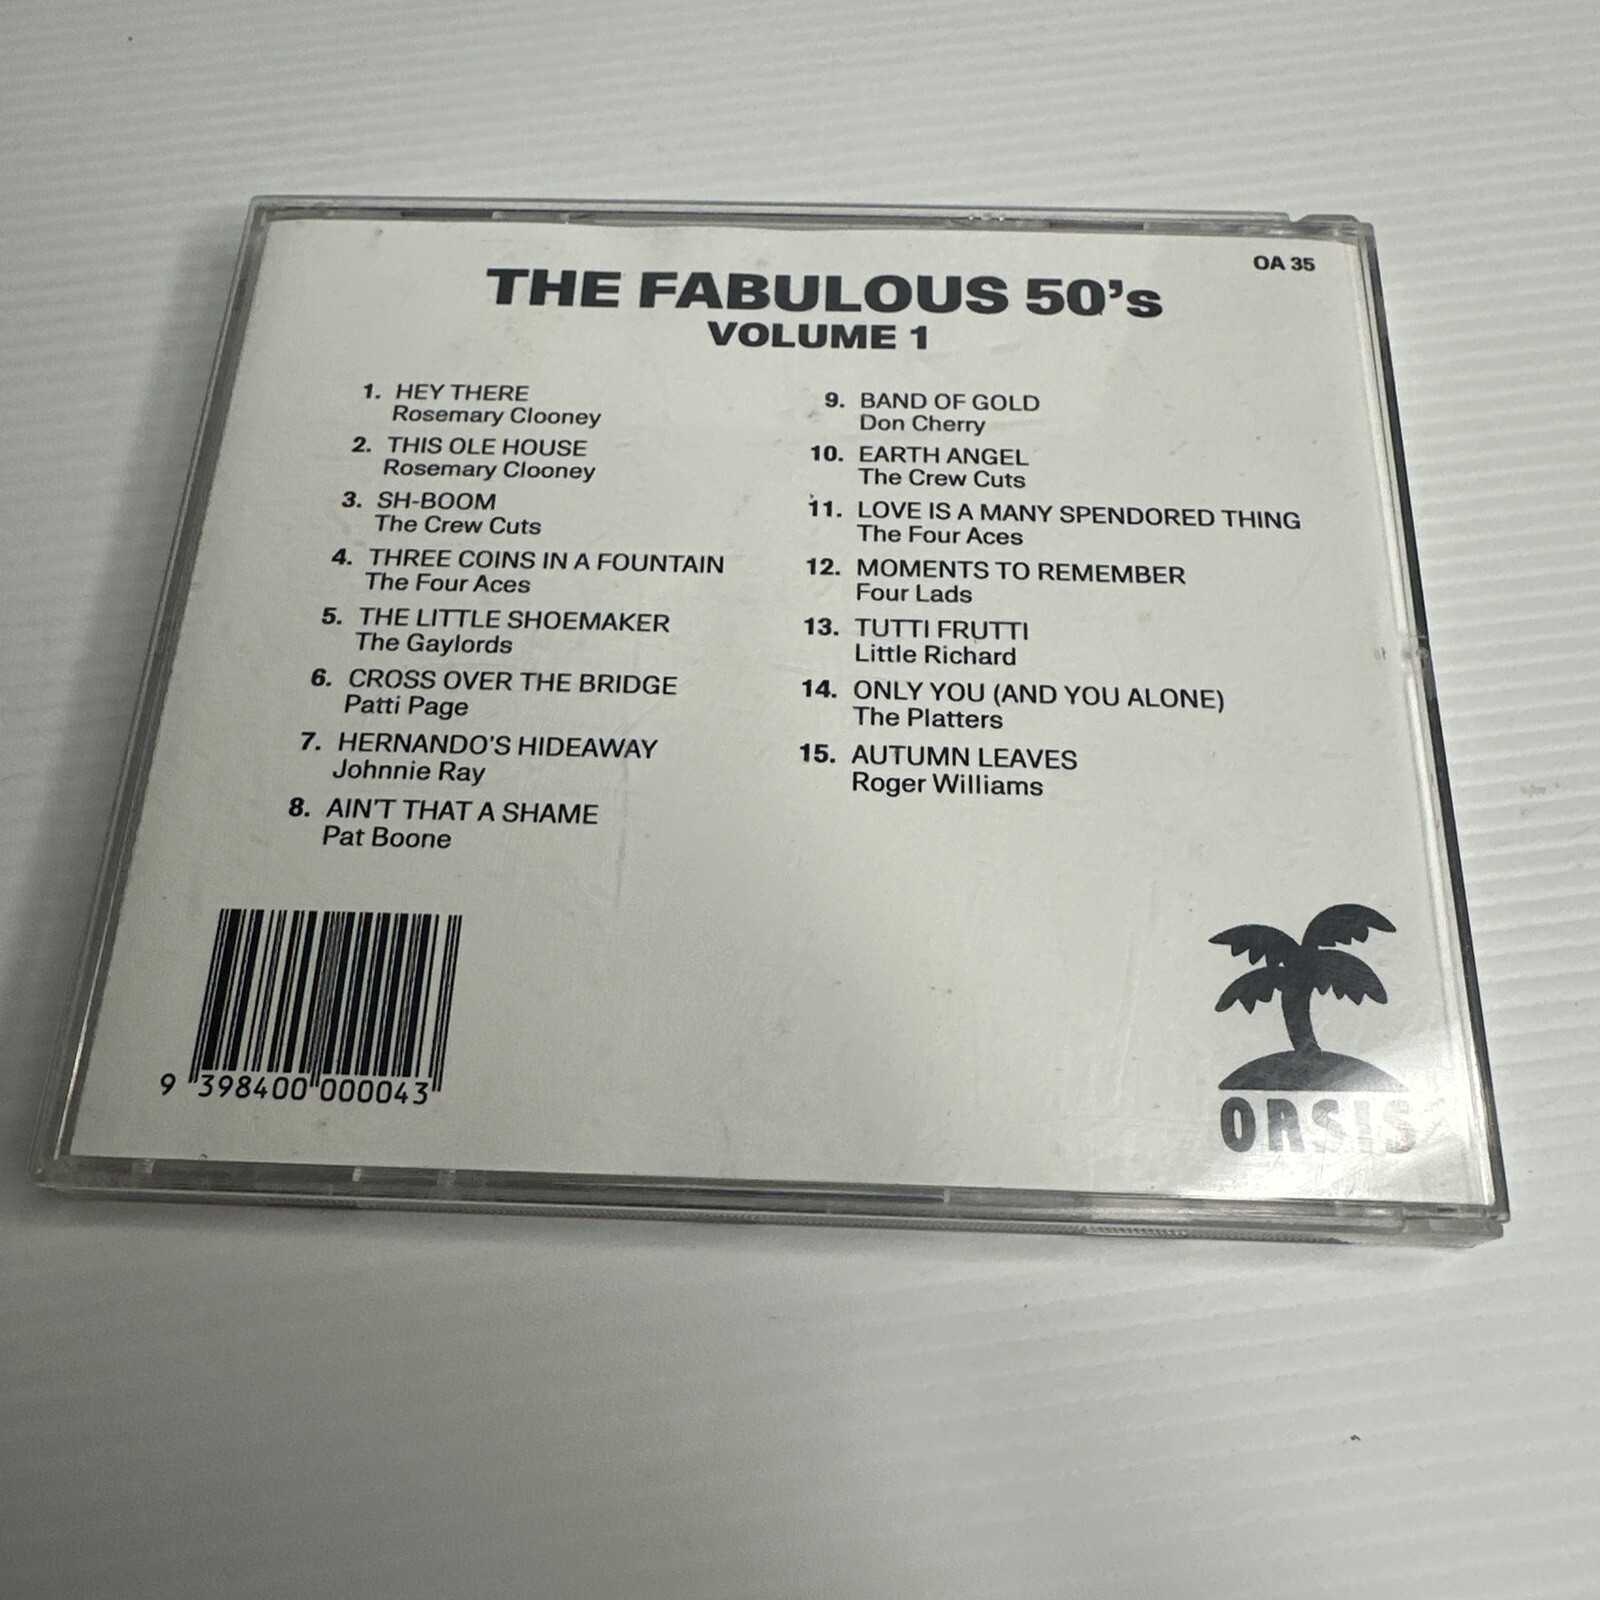 OA 35
THE FABULOUS 50's
VOLUME 1
1. HEY THERE
Rosemary Clooney
2. THIS OLE HOUSE
Rosemary Clooney
3. SH-BOOM
The Crew Cuts
4. THREE COINS IN A FOUNTAIN
The Four Aces
5. THE LITTLE SHOEMAKER
The Gaylords
6. CROSS OVER THE BRIDGE
Patti Page
7. HERNANDO'S HIDEAWAY
Johnnie Ray
8. AIN'T THAT A SHAME
Pat Boone
9. BAND OF GOLD
Don Cherry
10. EARTH ANGEL
The Crew Cuts
11. LOVE IS A MANY SPENDORED THING
The Four Aces
12. MOMENTS TO REMEMBER
Four Lads
13. TUTTI FRUTTI
Little Richard
14. ONLY YOU (AND YOU ALONE)
The Platters
15. AUTUMN LEAVES
Roger Williams
9 398400 000043
OASIS